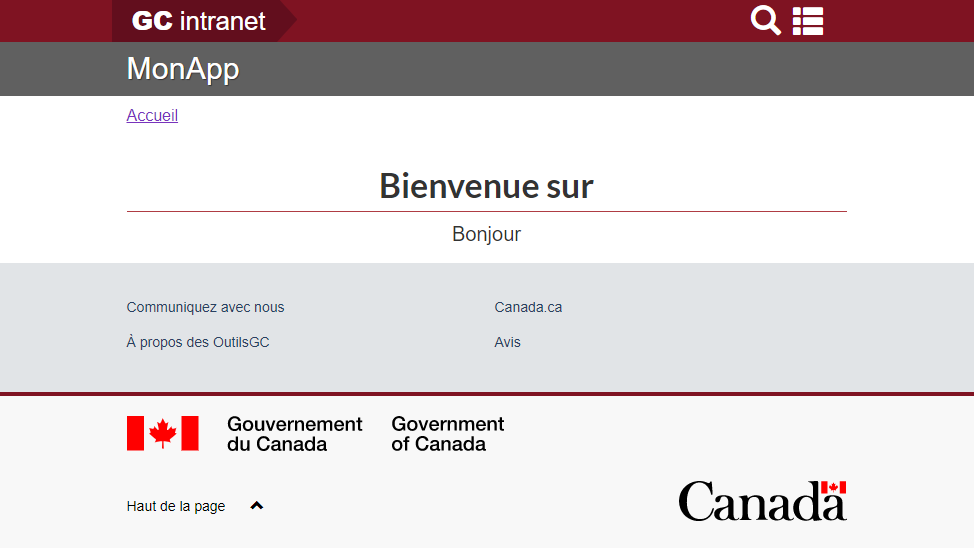 GC intranet
MonApp
Accueil
Bienvenue sur
Bonjour
Communiquez avec nous
Canada.ca
À propos des OutilsGC
Avis
Gouvernement
du Canada
Government
of Canada
Haut de la page
Canada